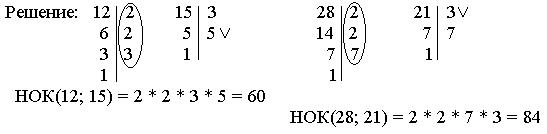 Решение: 12 | 2 15 | 3 28 | 2 21 | 3 ∨
6 | 2 5 | 5 ∨ 14 | 2 7 | 7
3 | 3 1 | 7 | 7 1 |
1 | 1 |
НОК(12; 15) = 2 * 2 * 3 * 5 = 60
НОК(28; 21) = 2 * 2 * 7 * 3 = 84